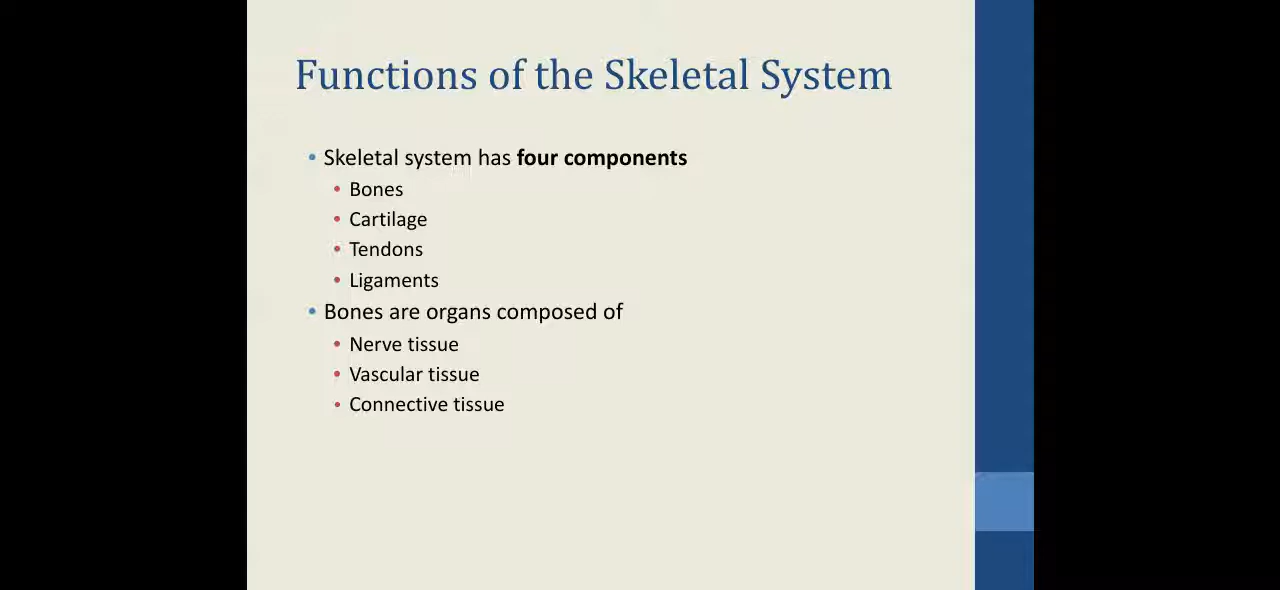 Functions of the Skeletal System
• Skeletal system has four components
• Bones
• Cartilage
• Tendons
• Ligaments
• Bones are organs composed of
• Nerve tissue
• Vascular tissue
• Connective tissue